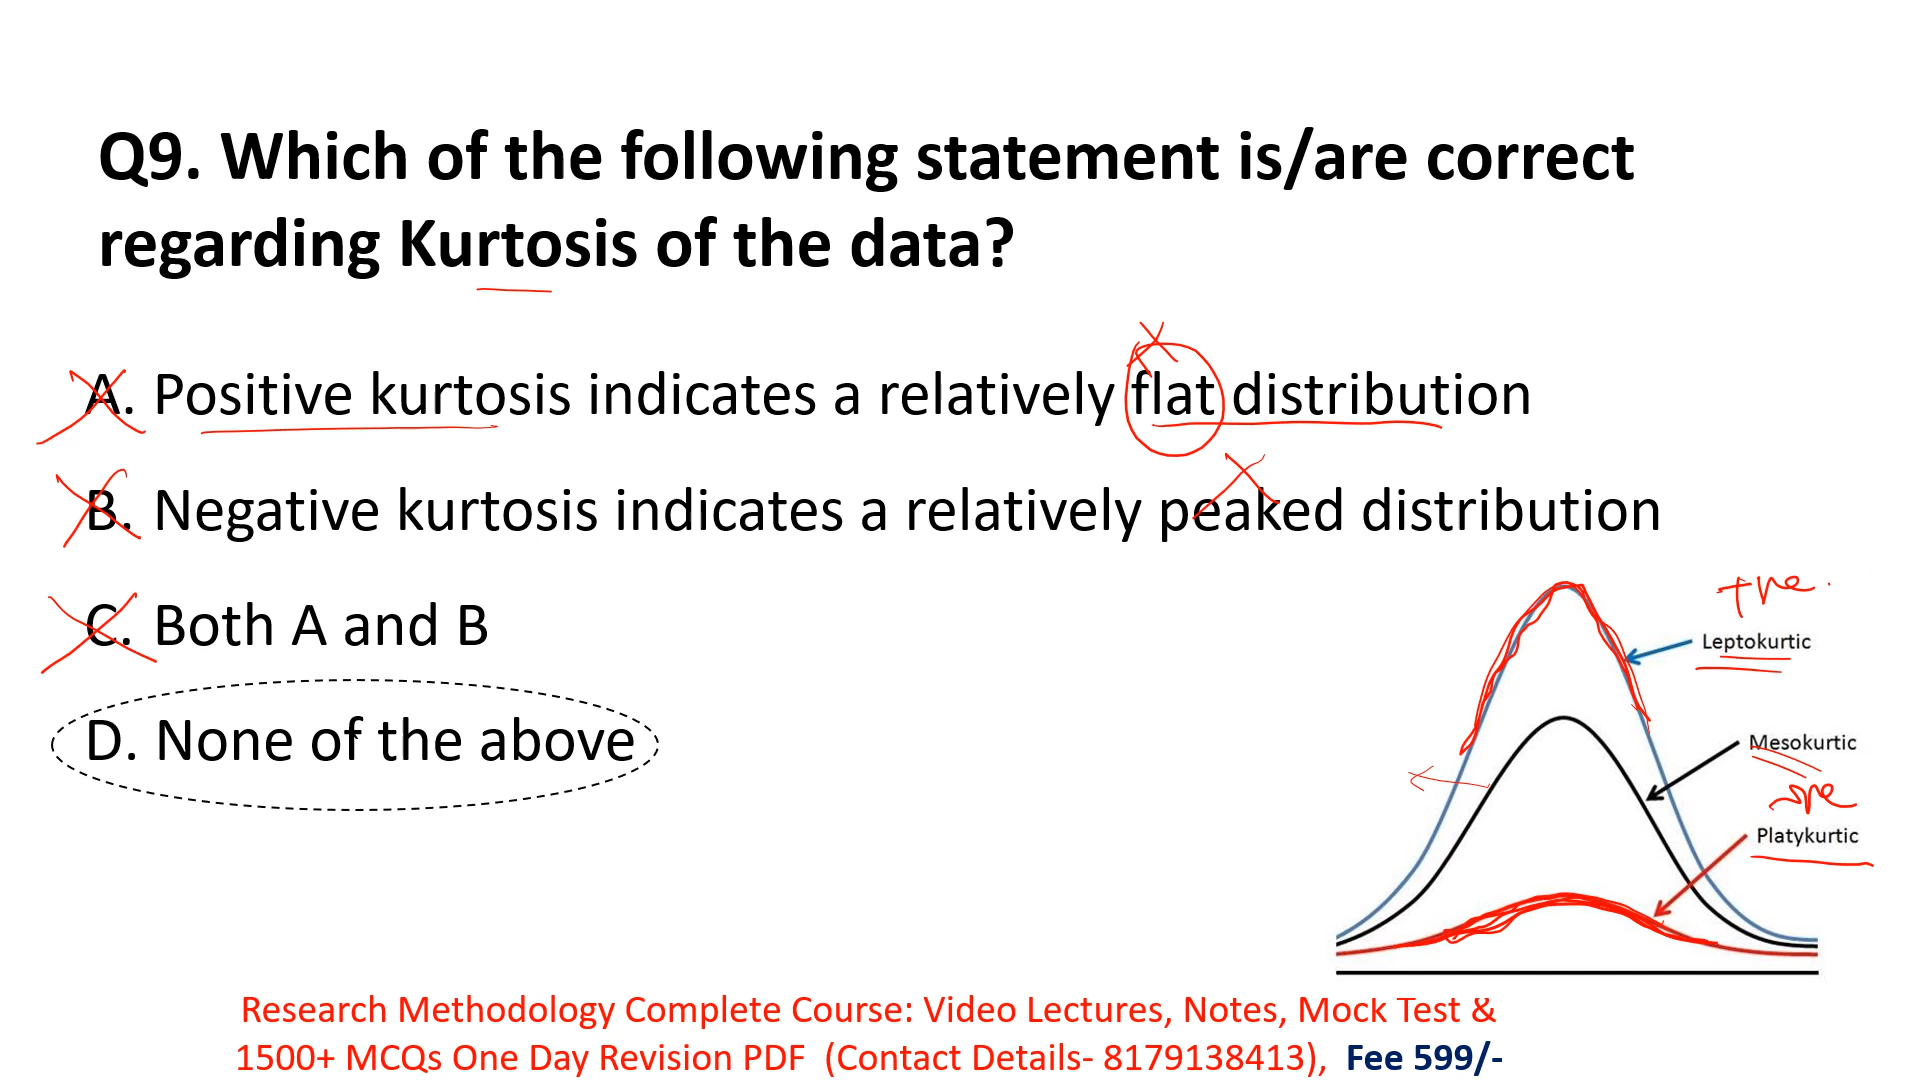 Q9. Which of the following statement is/are correct
regarding Kurtosis of the data?
A. Positive kurtosis indicates a relatively flat distribution
B. Negative kurtosis indicates a relatively peaked distribution
C. Both A and B
D. None of the above
+ve
Leptokurtic
Mesokurtic
-ve
Platykurtic
Research Methodology Complete Course: Video Lectures, Notes, Mock Test &
1500+ MCQs One Day Revision PDF (Contact Details- 8179138413), Fee 599/-